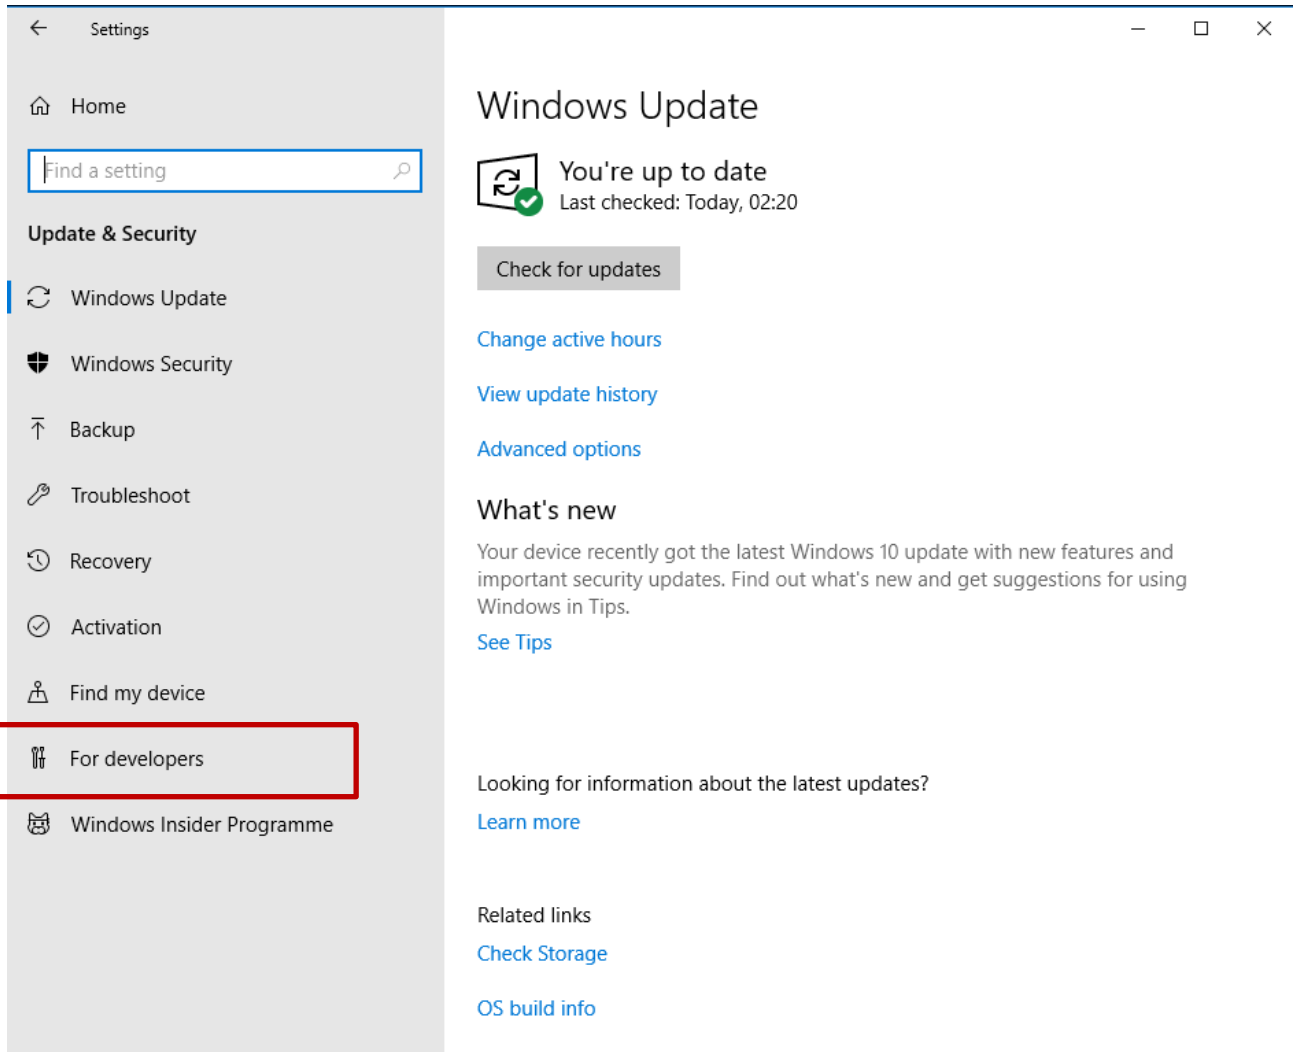 Settings
Home
Find a setting
Update & Security
Windows Update
Windows Security
Backup
Troubleshoot
Recovery
Activation
Find my device
For developers
Windows Insider Programme
Windows Update
You're up to date
Last checked: Today, 02:20
Check for updates
Change active hours
View update history
Advanced options
What's new
Your device recently got the latest Windows 10 update with new features and
important security updates. Find out what's new and get suggestions for using
Windows in Tips.
See Tips
Looking for information about the latest updates?
Learn more
Related links
Check Storage
OS build info